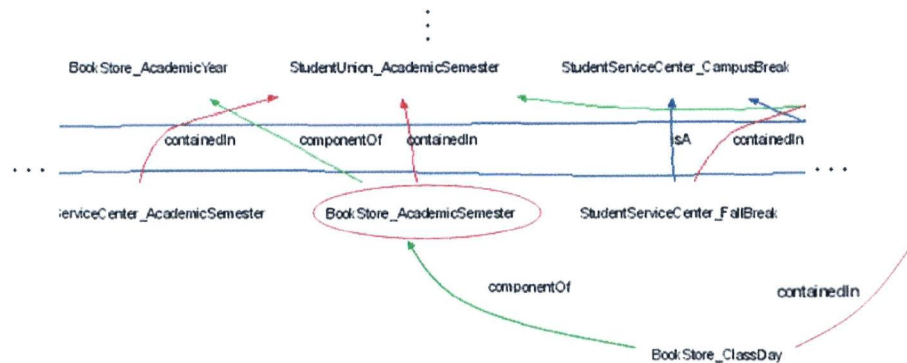 BookStore_AcademicYear StudentUnion_AcademicSemester StudentServiceCenter_CampusBreak
containedIn componentOf containedIn isA containedIn
ServiceCenter_AcademicSemester BookStore_AcademicSemester StudentServiceCenter_FallBreak
componentOf containedIn
BookStore_ClassDay